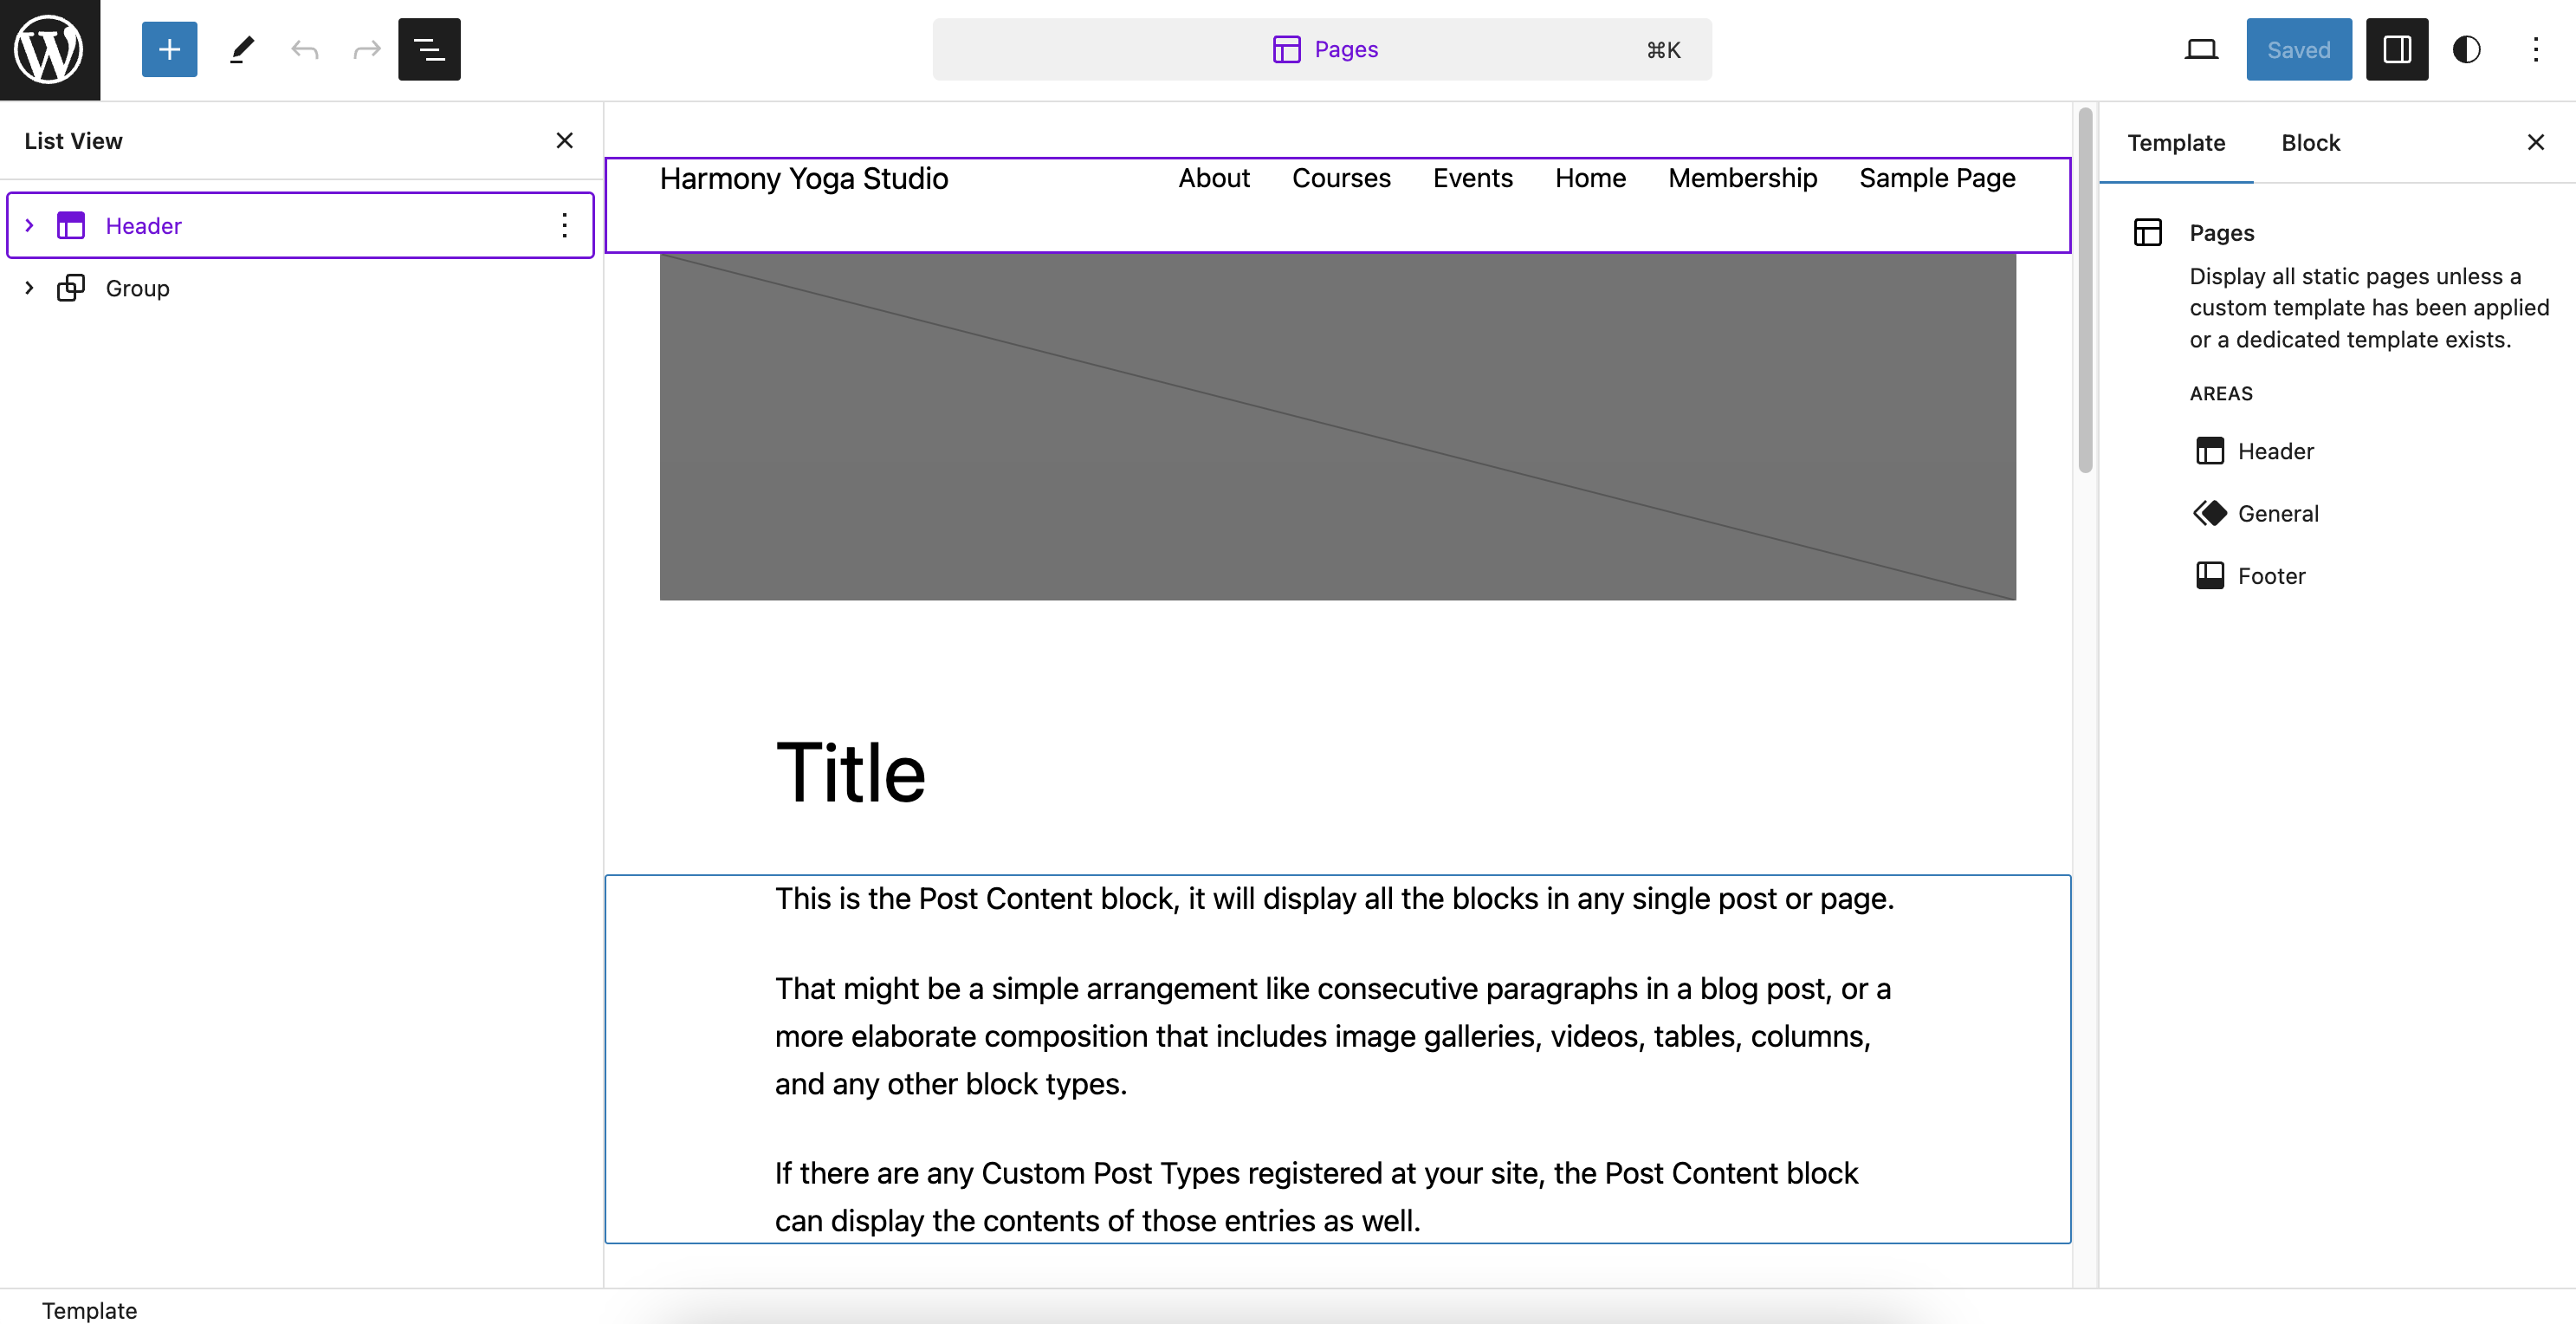 Pages
⌘K
Saved
List View
Header
Group
Harmony Yoga Studio
About
Courses
Events
Home
Membership
Sample Page
Title
This is the Post Content block, it will display all the blocks in any single post or page.
That might be a simple arrangement like consecutive paragraphs in a blog post, or a
more elaborate composition that includes image galleries, videos, tables, columns,
and any other block types.
If there are any Custom Post Types registered at your site, the Post Content block
can display the contents of those entries as well.
Template
Block
Pages
Display all static pages unless a
custom template has been applied
or a dedicated template exists.
AREAS
Header
General
Footer
Template